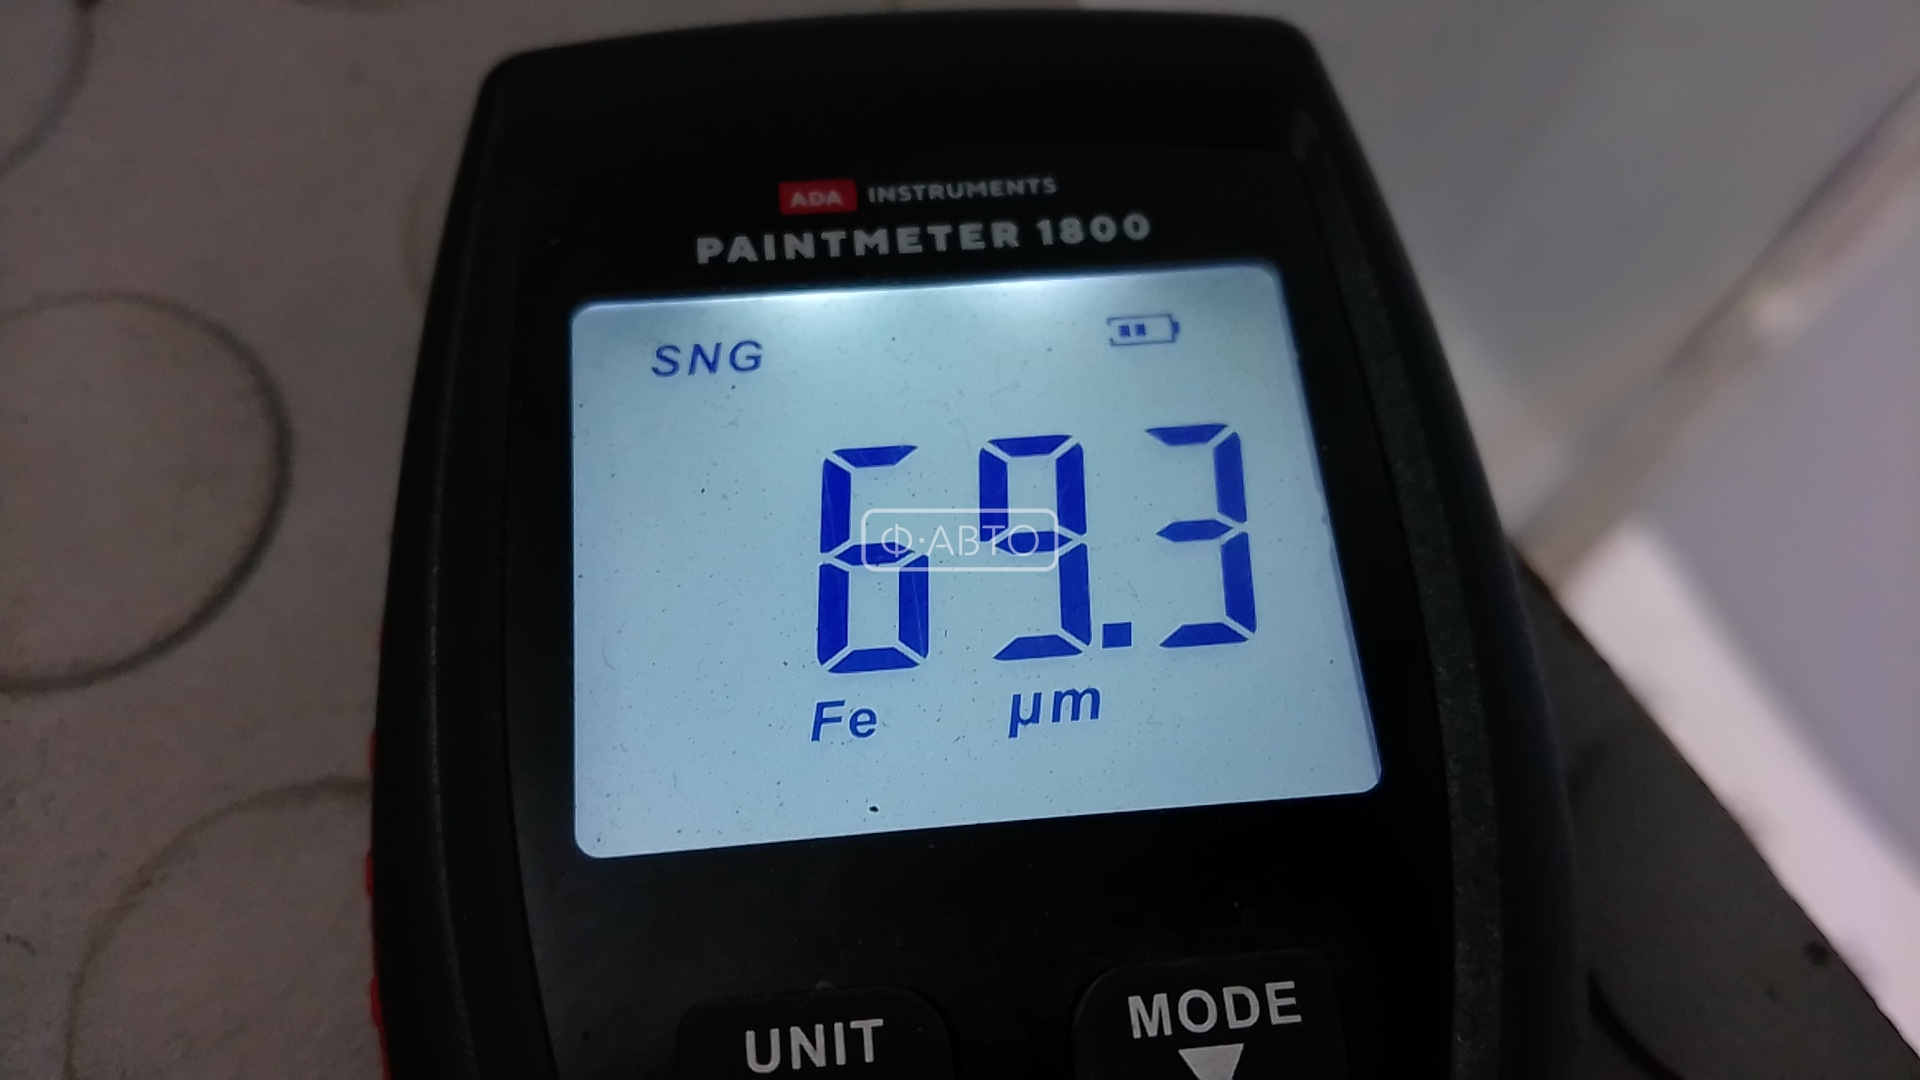 ADA INSTRUMENTS
PAINTMETER 1800
SNG
69.3
Ф·АВТО
Fe μm
UNIT
MODE